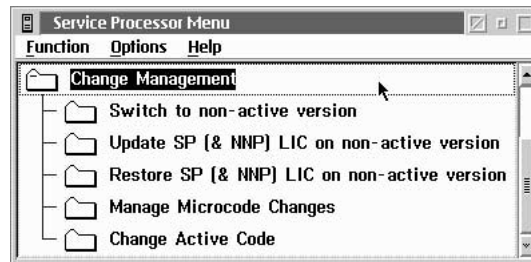 Service Processor Menu
Function Options Help
Change Management
Switch to non-active version
Update SP (& NNP) LIC on non-active version
Restore SP (& NNP) LIC on non-active version
Manage Microcode Changes
Change Active Code